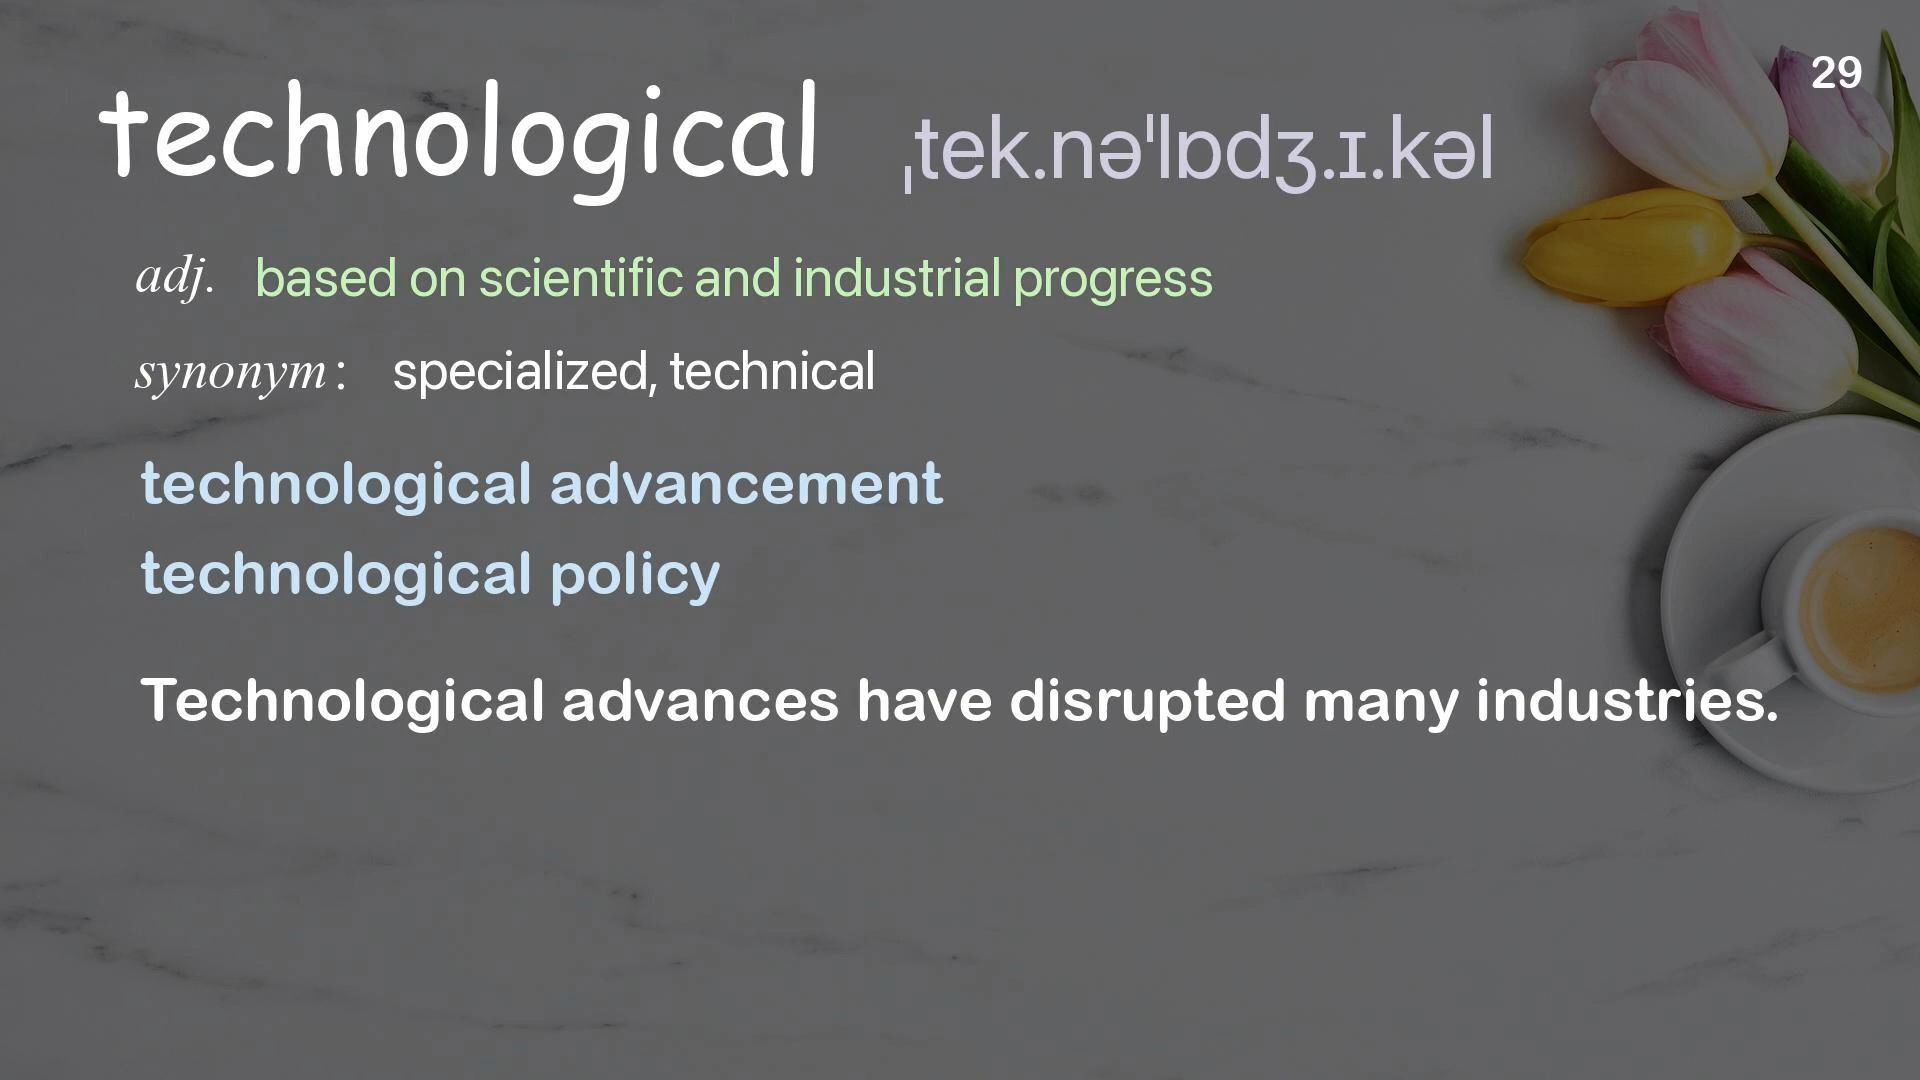 29
technological ˌtek.nəˈlɒdʒ.ɪ.kəl
adj. based on scientific and industrial progress
synonym: specialized, technical
technological advancement
technological policy
Technological advances have disrupted many industries.